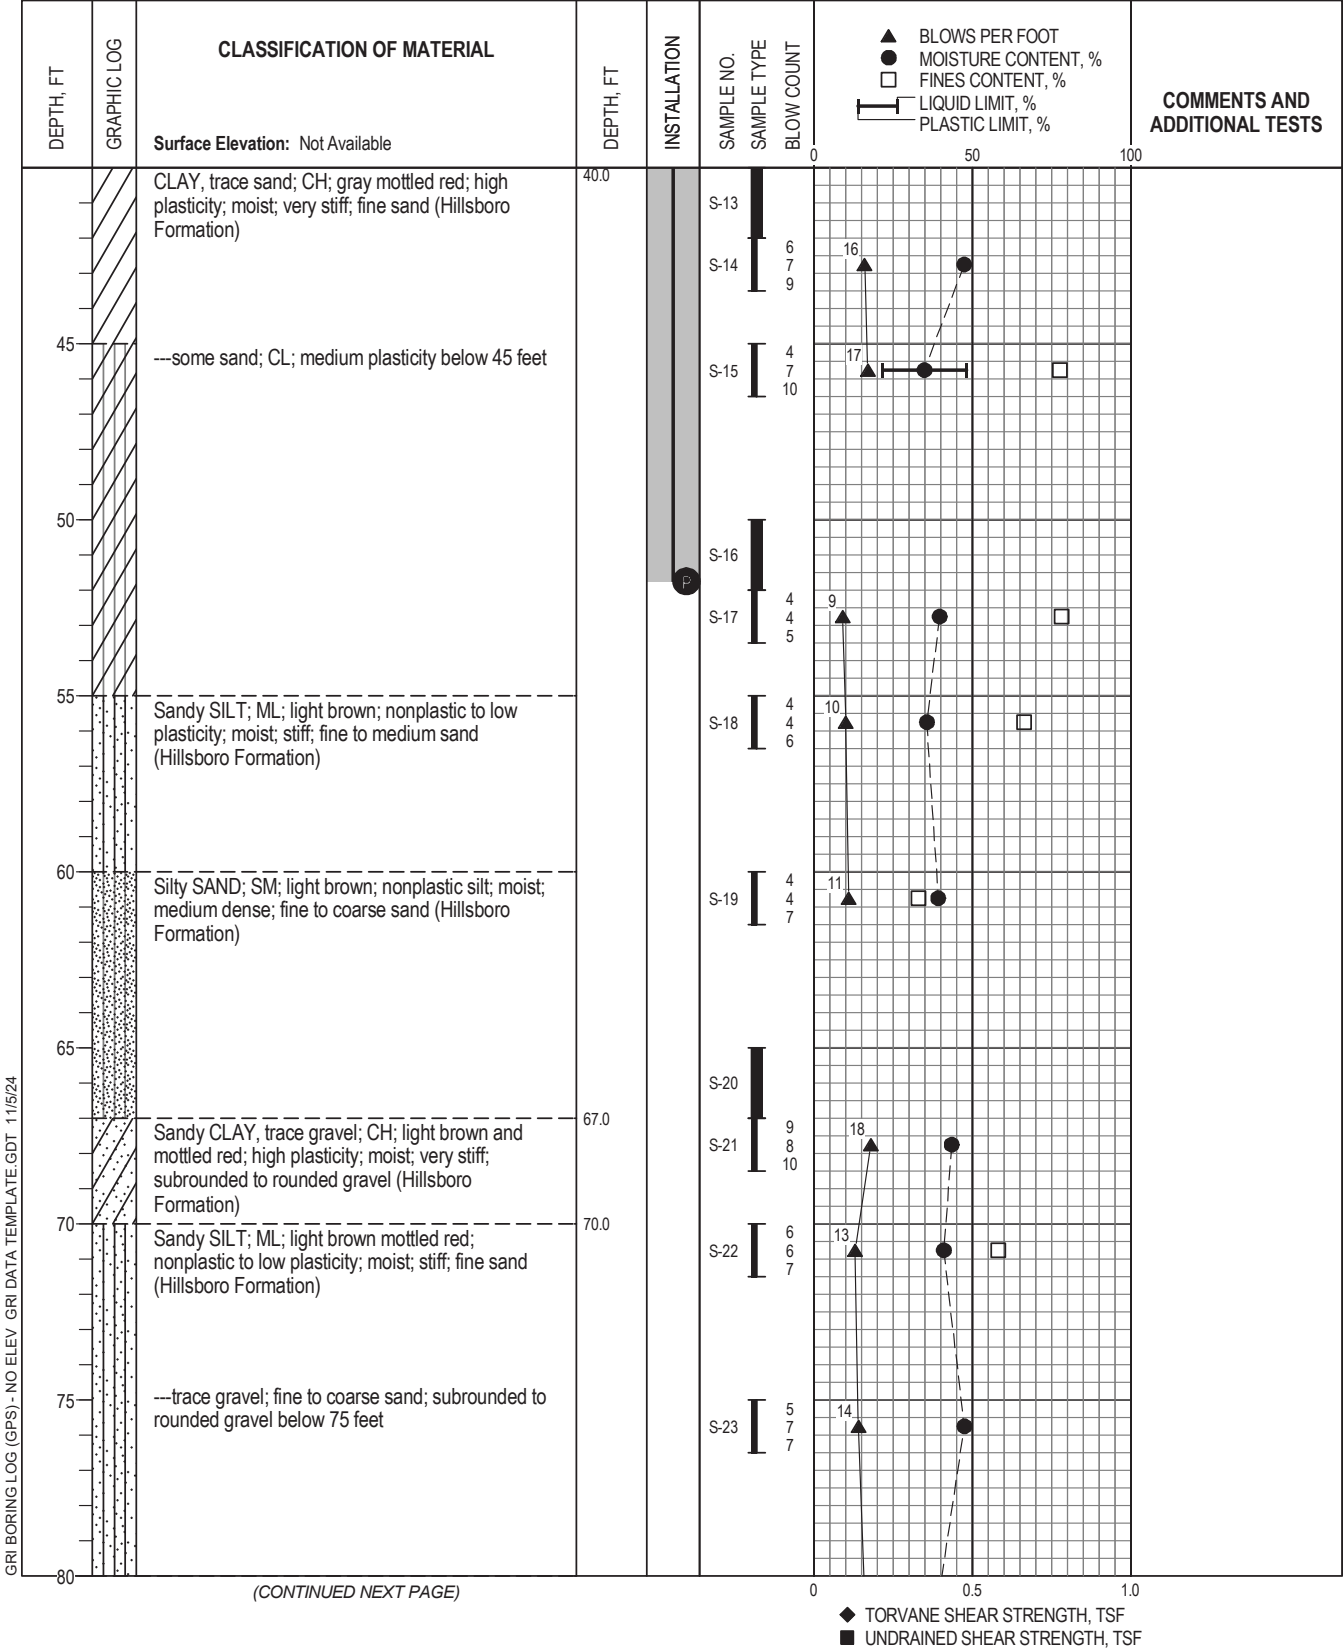 DEPTH, FT
GRAPHIC LOG
CLASSIFICATION OF MATERIAL
Surface Elevation: Not Available
DEPTH, FT
INSTALLATION
SAMPLE NO.
SAMPLE TYPE
BLOW COUNT
BLOWS PER FOOT
MOISTURE CONTENT, %
FINES CONTENT, %
LIQUID LIMIT, %
PLASTIC LIMIT, %
0 50 100
COMMENTS AND
ADDITIONAL TESTS
CLAY, trace sand; CH; gray mottled red; high
plasticity; moist; very stiff; fine sand (Hillsboro
Formation)
40.0
S-13
S-14
6
7
9
16
45
---some sand; CL; medium plasticity below 45 feet
S-15
4
7
10
17
50
S-16
P
S-17
4
4
5
9
55
Sandy SILT; ML; light brown; nonplastic to low
plasticity; moist; stiff; fine to medium sand
(Hillsboro Formation)
S-18
4
4
6
10
60
Silty SAND; SM; light brown; nonplastic silt; moist;
medium dense; fine to coarse sand (Hillsboro
Formation)
S-19
4
4
7
11
65
S-20
67.0
Sandy CLAY, trace gravel; CH; light brown and
mottled red; high plasticity; moist; very stiff;
subrounded to rounded gravel (Hillsboro
Formation)
S-21
9
8
10
18
70
70.0
Sandy SILT; ML; light brown mottled red;
nonplastic to low plasticity; moist; stiff; fine sand
(Hillsboro Formation)
S-22
6
6
7
13
75
---trace gravel; fine to coarse sand; subrounded to
rounded gravel below 75 feet
S-23
5
7
7
14
80
(CONTINUED NEXT PAGE)
0 0.5 1.0
TORVANE SHEAR STRENGTH, TSF
UNDRAINED SHEAR STRENGTH, TSF
GRI BORING LOG (GPS) - NO ELEV GRI DATA TEMPLATE.GDT 11/5/24